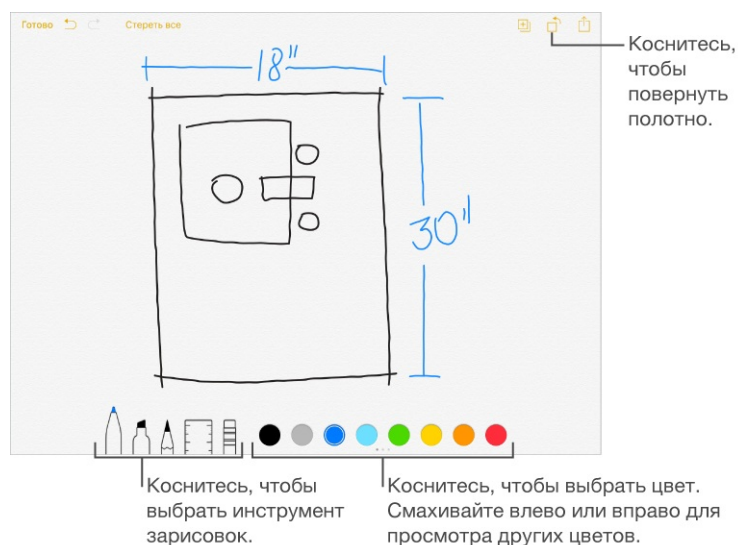 Готово
Стереть все
18"
30"
Коснитесь,
чтобы
повернуть
полотно.
Коснитесь, чтобы
выбрать инструмент
зарисовок.
Коснитесь, чтобы выбрать цвет.
Смахивайте влево или вправо для
просмотра других цветов.